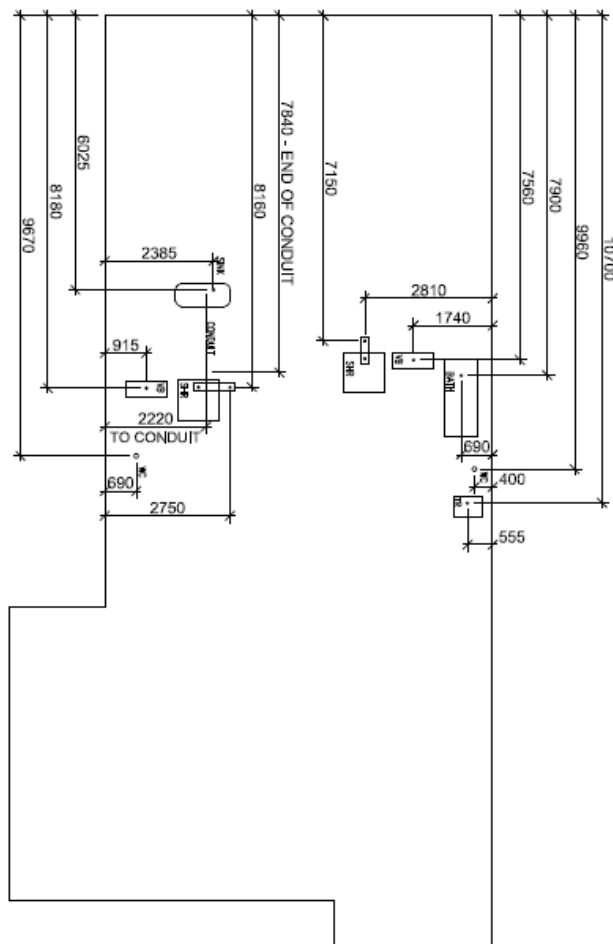 9670
8180
6025
8160
7840 - END OF CONDUIT
7150
7560
7900
9960
10700
2385
SINK
2810
CONDUIT
1740
915
VB
SHR
SHR
VB
BATH
2220
TO CONDUIT
690
WC
690
WC
400
2750
TR
555